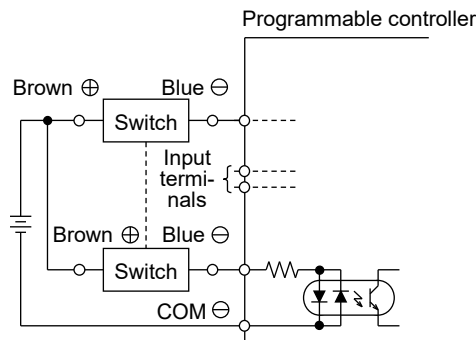 Programmable controller
Brown ⊕ Blue ⊖
Switch
Input
termi-
nals
Brown ⊕ Blue ⊖
Switch
COM ⊖